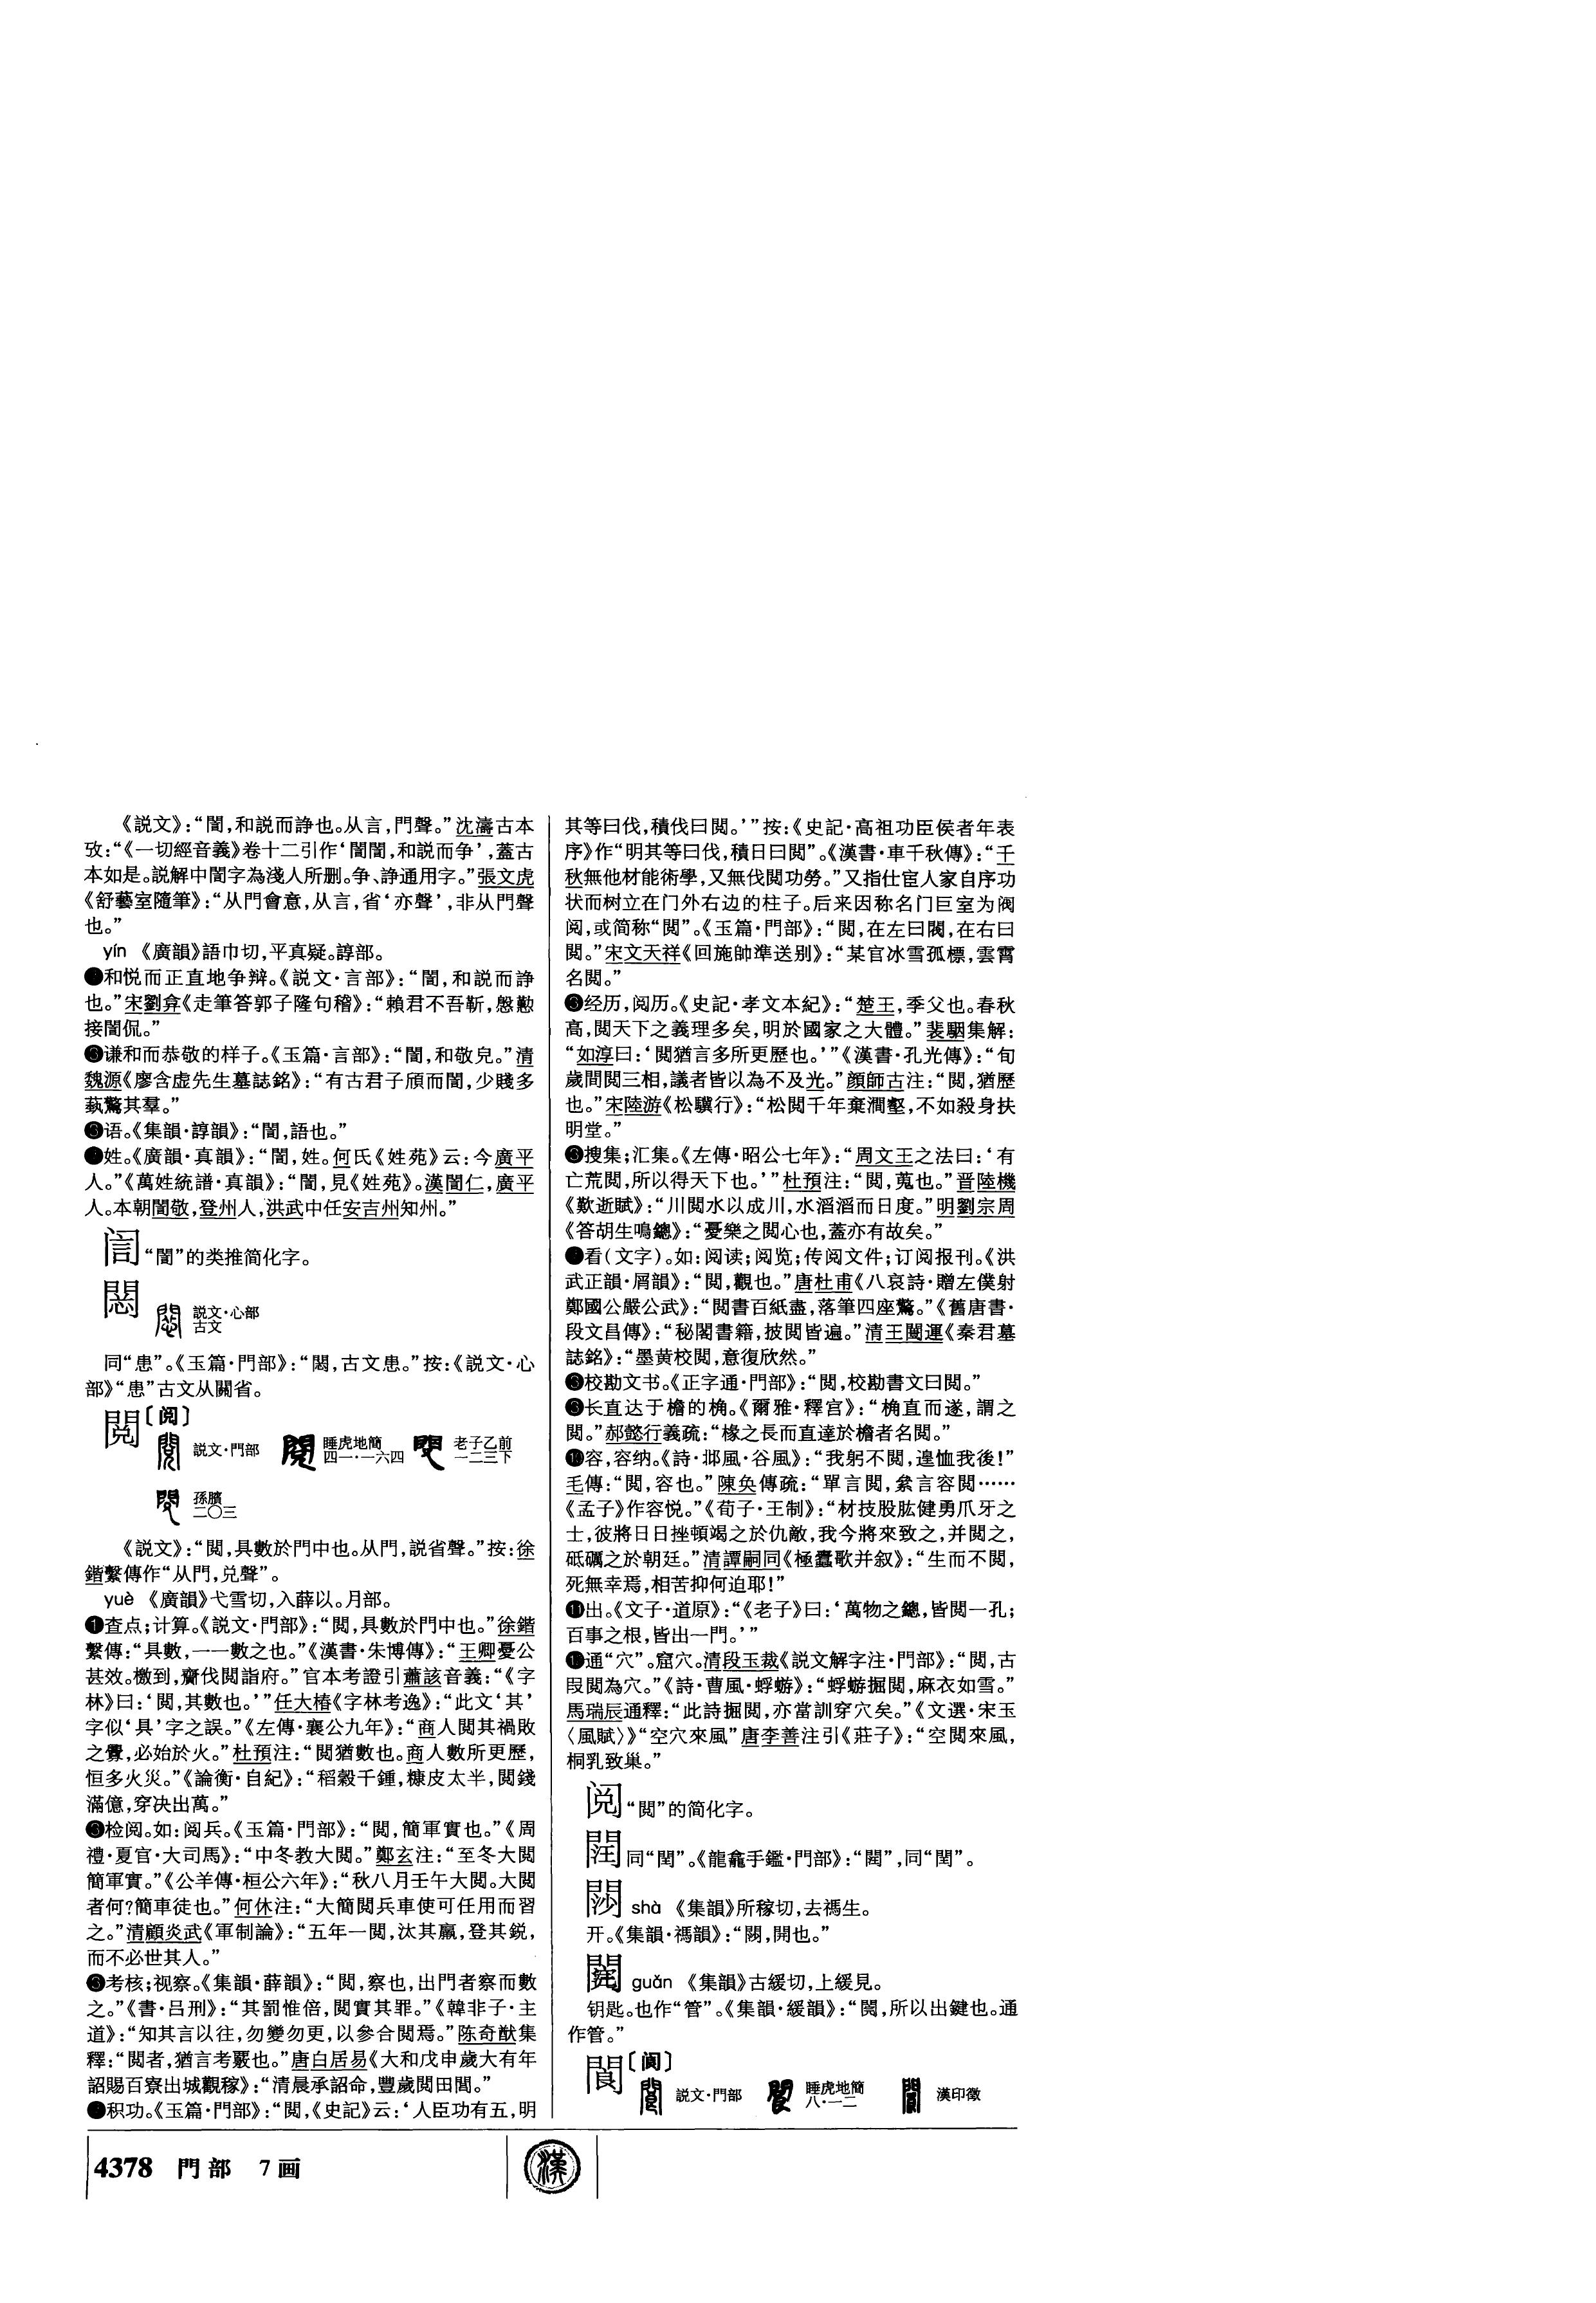 《説文》：“誾，和説而諍也。从言，門聲。”沈濤古本
攷：“《一切經音義》卷十二引作‘誾誾，和説而争’，蓋古
本如是。説解中誾字為淺人所删。争、諍通用字。”張文虎
《舒藝室隨筆》：“从門會意，从言，省‘亦聲’，非从門聲
也。”
yín 《廣韻》語巾切，平真疑。諄部。
和悦而正直地争辩。《説文·言部》：“誾，和説而諍
也。”宋劉弇《走筆答郭子隆句稽》：“賴君不吾靳，慇懃
接誾侃。”
谦和而恭敬的样子。《玉篇·言部》：“誾，和敬皃。”清
魏源《廖含虚先生墓誌銘》：“有古君子頎而誾，少賤多
蓺驚其羣。”
语。《集韻·諄韻》：“誾，語也。”
姓。《廣韻·真韻》：“誾，姓。何氏《姓苑》云：今廣平
人。”《萬姓統譜·真韻》：“誾，見《姓苑》。漢誾仁，廣平
人。本朝誾敬，登州人，洪武中任安吉州知州。”
訚 “誾”的类推简化字。
説文·心部
古文
同“患”。《玉篇·門部》：“，古文患。”按：《説文·心
部》“患”古文从關省。
閱〔阅〕
説文·門部 睡虎地簡 四一·一六四 老子乙前 一二三下
孫臏 二〇三
《説文》：“閲，具數於門中也。从門，説省聲。”按：徐
鍇繫傳作“从門，兑聲”。
yuè 《廣韻》弋雪切，入薛以。月部。
❶查点；计算。《説文·門部》：“閲，具數於門中也。”徐鍇
繫傳：“具數，一一數之也。”《漢書·朱博傳》：“王卿憂公
甚效。檄到，齎伐閲詣府。”官本考證引蕭該音義：“《字
林》曰：‘閲，其數也。’”任大椿《字林考逸》：“此文‘其’
字似‘具’字之誤。”《左傳·襄公九年》：“商人閲其禍敗
之釁，必始於火。”杜預注：“閲猶數也。商人數所更歷，
恒多火災。”《論衡·自紀》：“稻穀千鍾，糠皮太半，閲錢
滿億，穿决出萬。”
检阅。如：阅兵。《玉篇·門部》：“閲，簡軍實也。”《周
禮·夏官·大司馬》：“中冬教大閲。”鄭玄注：“至冬大閲
簡軍實。”《公羊傳·桓公六年》：“秋八月壬午大閲。大閲
者何？簡車徒也。”何休注：“大簡閲兵車使可任用而習
之。”清顧炎武《軍制論》：“五年一閲，汰其羸，登其鋭，
而不必世其人。”
考核；视察。《集韻·薛韻》：“閲，察也，出門者察而數
之。”《書·吕刑》：“其罰惟倍，閲實其罪。”《韓非子·主
道》：“知其言以往，勿變勿更，以參合閲焉。”陈奇猷集
釋：“閲者，猶言考覈也。”唐白居易《大和戊申歲大有年
詔賜百寮出城觀稼》：“清晨承詔命，豐歲閲田閭。”
积功。《玉篇·門部》：“閲，《史記》云：‘人臣功有五，明
其等曰伐，積伐曰閲。’”按：《史記·高祖功臣侯者年表
序》作“明其等曰伐，積日曰閲”。《漢書·車千秋傳》：“千
秋無他材能術學，又無伐閲功勞。”又指仕宦人家自序功
状而树立在门外右边的柱子。后来因称名门巨室为阀
阅，或简称“閲”。《玉篇·門部》：“閲，在左曰閥，在右曰
閲。”宋文天祥《回施帥準送别》：“某官冰雪孤標，雲霄
名閲。”
经历，阅历。《史記·孝文本紀》：“楚王，季父也。春秋
高，閲天下之義理多矣，明於國家之大體。”裴駰集解：
“如淳曰：‘閲猶言多所更歷也。’”《漢書·孔光傳》：“旬
歲間閲三相，議者皆以為不及光。”顔師古注：“閲，猶歷
也。”宋陸游《松驥行》：“松閲千年棄澗壑，不如殺身扶
明堂。”
搜集；汇集。《左傳·昭公七年》：“周文王之法曰：‘有
亡荒閲，所以得天下也。’”杜預注：“閲，蒐也。”晋陸機
《歎逝賦》：“川閲水以成川，水滔滔而日度。”明劉宗周
《答胡生鳴鏓》：“憂樂之閲心也，蓋亦有故矣。”
看（文字）。如：阅读；阅览；传阅文件；订阅报刊。《洪
武正韻·屑韻》：“閲，觀也。”唐杜甫《八哀詩·贈左僕射
鄭國公嚴公武》：“閲書百紙盡，落筆四座驚。”《舊唐書·
段文昌傳》：“秘閣書籍，披閲皆遍。”清王闓運《秦君墓
誌銘》：“墨黄校閲，意復欣然。”
校勘文书。《正字通·門部》：“閲，校勘書文曰閲。”
长直达于檐的桷。《爾雅·釋宫》：“桷直而遂，謂之
閲。”郝懿行義疏：“椽之長而直達於檐者名閲。”
❿容，容纳。《詩·邶風·谷風》：“我躬不閲，遑恤我後！”
毛傳：“閲，容也。”陳奂傳疏：“單言閲，絫言容閲……
《孟子》作容悦。”《荀子·王制》：“材技股肱健勇爪牙之
士，彼將日日挫頓竭之於仇敵，我今將來致之，并閲之，
砥礪之於朝廷。”清譚嗣同《極蠹歌并叙》：“生而不閲，
死無幸焉，相苦抑何迫耶！”
⓫出。《文子·道原》：“《老子》曰：‘萬物之總，皆閲一孔；
百事之根，皆出一門。’”
通“穴”。窟穴。清段玉裁《説文解字注·門部》：“閲，古
叚閲為穴。”《詩·曹風·蜉蝣》：“蜉蝣掘閲，麻衣如雪。”
馬瑞辰通釋：“此詩掘閲，亦當訓穿穴矣。”《文選·宋玉
〈風賦〉》“空穴來風”唐李善注引《莊子》：“空閲來風，
桐乳致巢。”
阅 “閲”的简化字。
同“閏”。《龍龕手鑑·門部》：“”，同“閏”。
shà 《集韻》所稼切，去禡生。
开。《集韻·禡韻》：“，開也。”
guǎn 《集韻》古緩切，上緩見。
钥匙。也作“管”。《集韻·緩韻》：“，所以出鍵也。通
作管。”
閬〔阆〕
説文·門部 睡虎地簡 八·一二 漢印徵
4378 門部 7画 漢